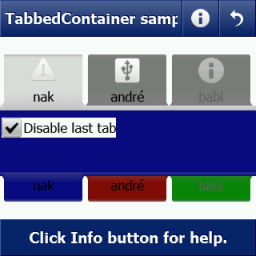 TabbedContainer samp
nak andré babi
Disable last tab
nak andré babi
Click Info button for help.